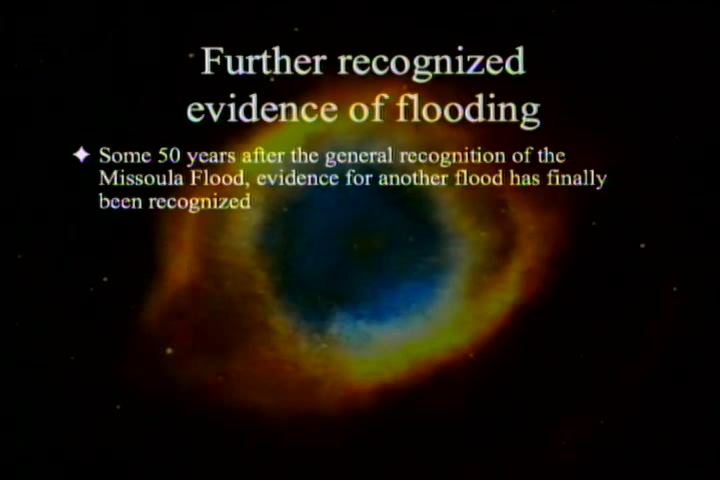 Further recognized
evidence of flooding
Some 50 years after the general recognition of the
Missoula Flood, evidence for another flood has finally
been recognized